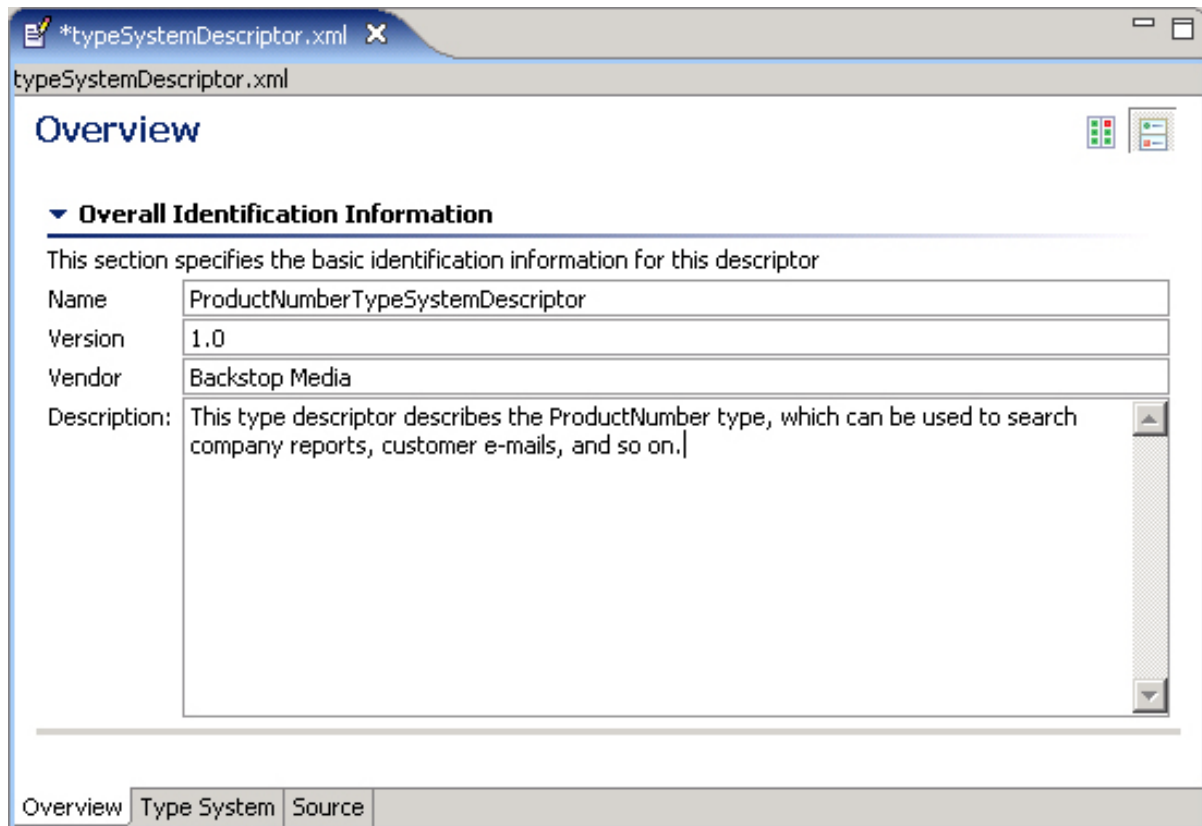 *typeSystemDescriptor.xml
typeSystemDescriptor.xml
Overview
Overall Identification Information
This section specifies the basic identification information for this descriptor
Name ProductNumberTypeSystemDescriptor
Version 1.0
Vendor Backstop Media
Description: This type descriptor describes the ProductNumber type, which can be used to search
company reports, customer e-mails, and so on.
Overview Type System Source